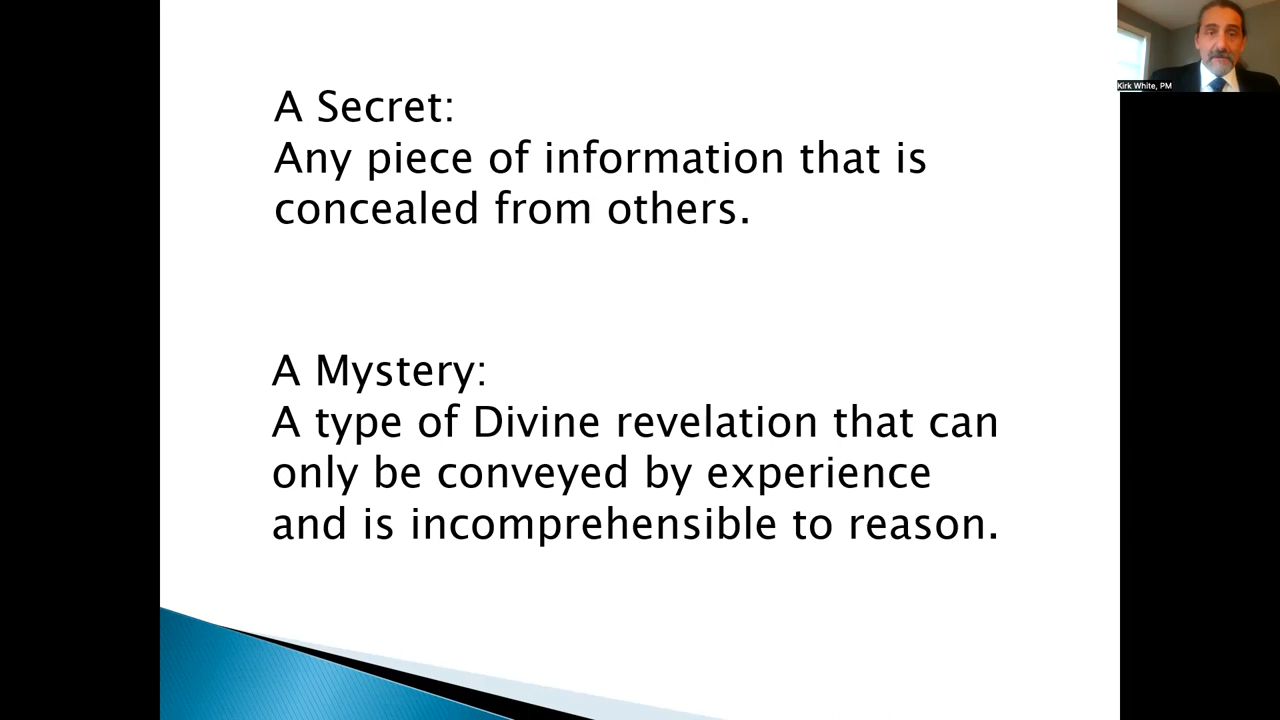 A Secret:
Any piece of information that is
concealed from others.
A Mystery:
A type of Divine revelation that can
only be conveyed by experience
and is incomprehensible to reason.
Kirk White, PM